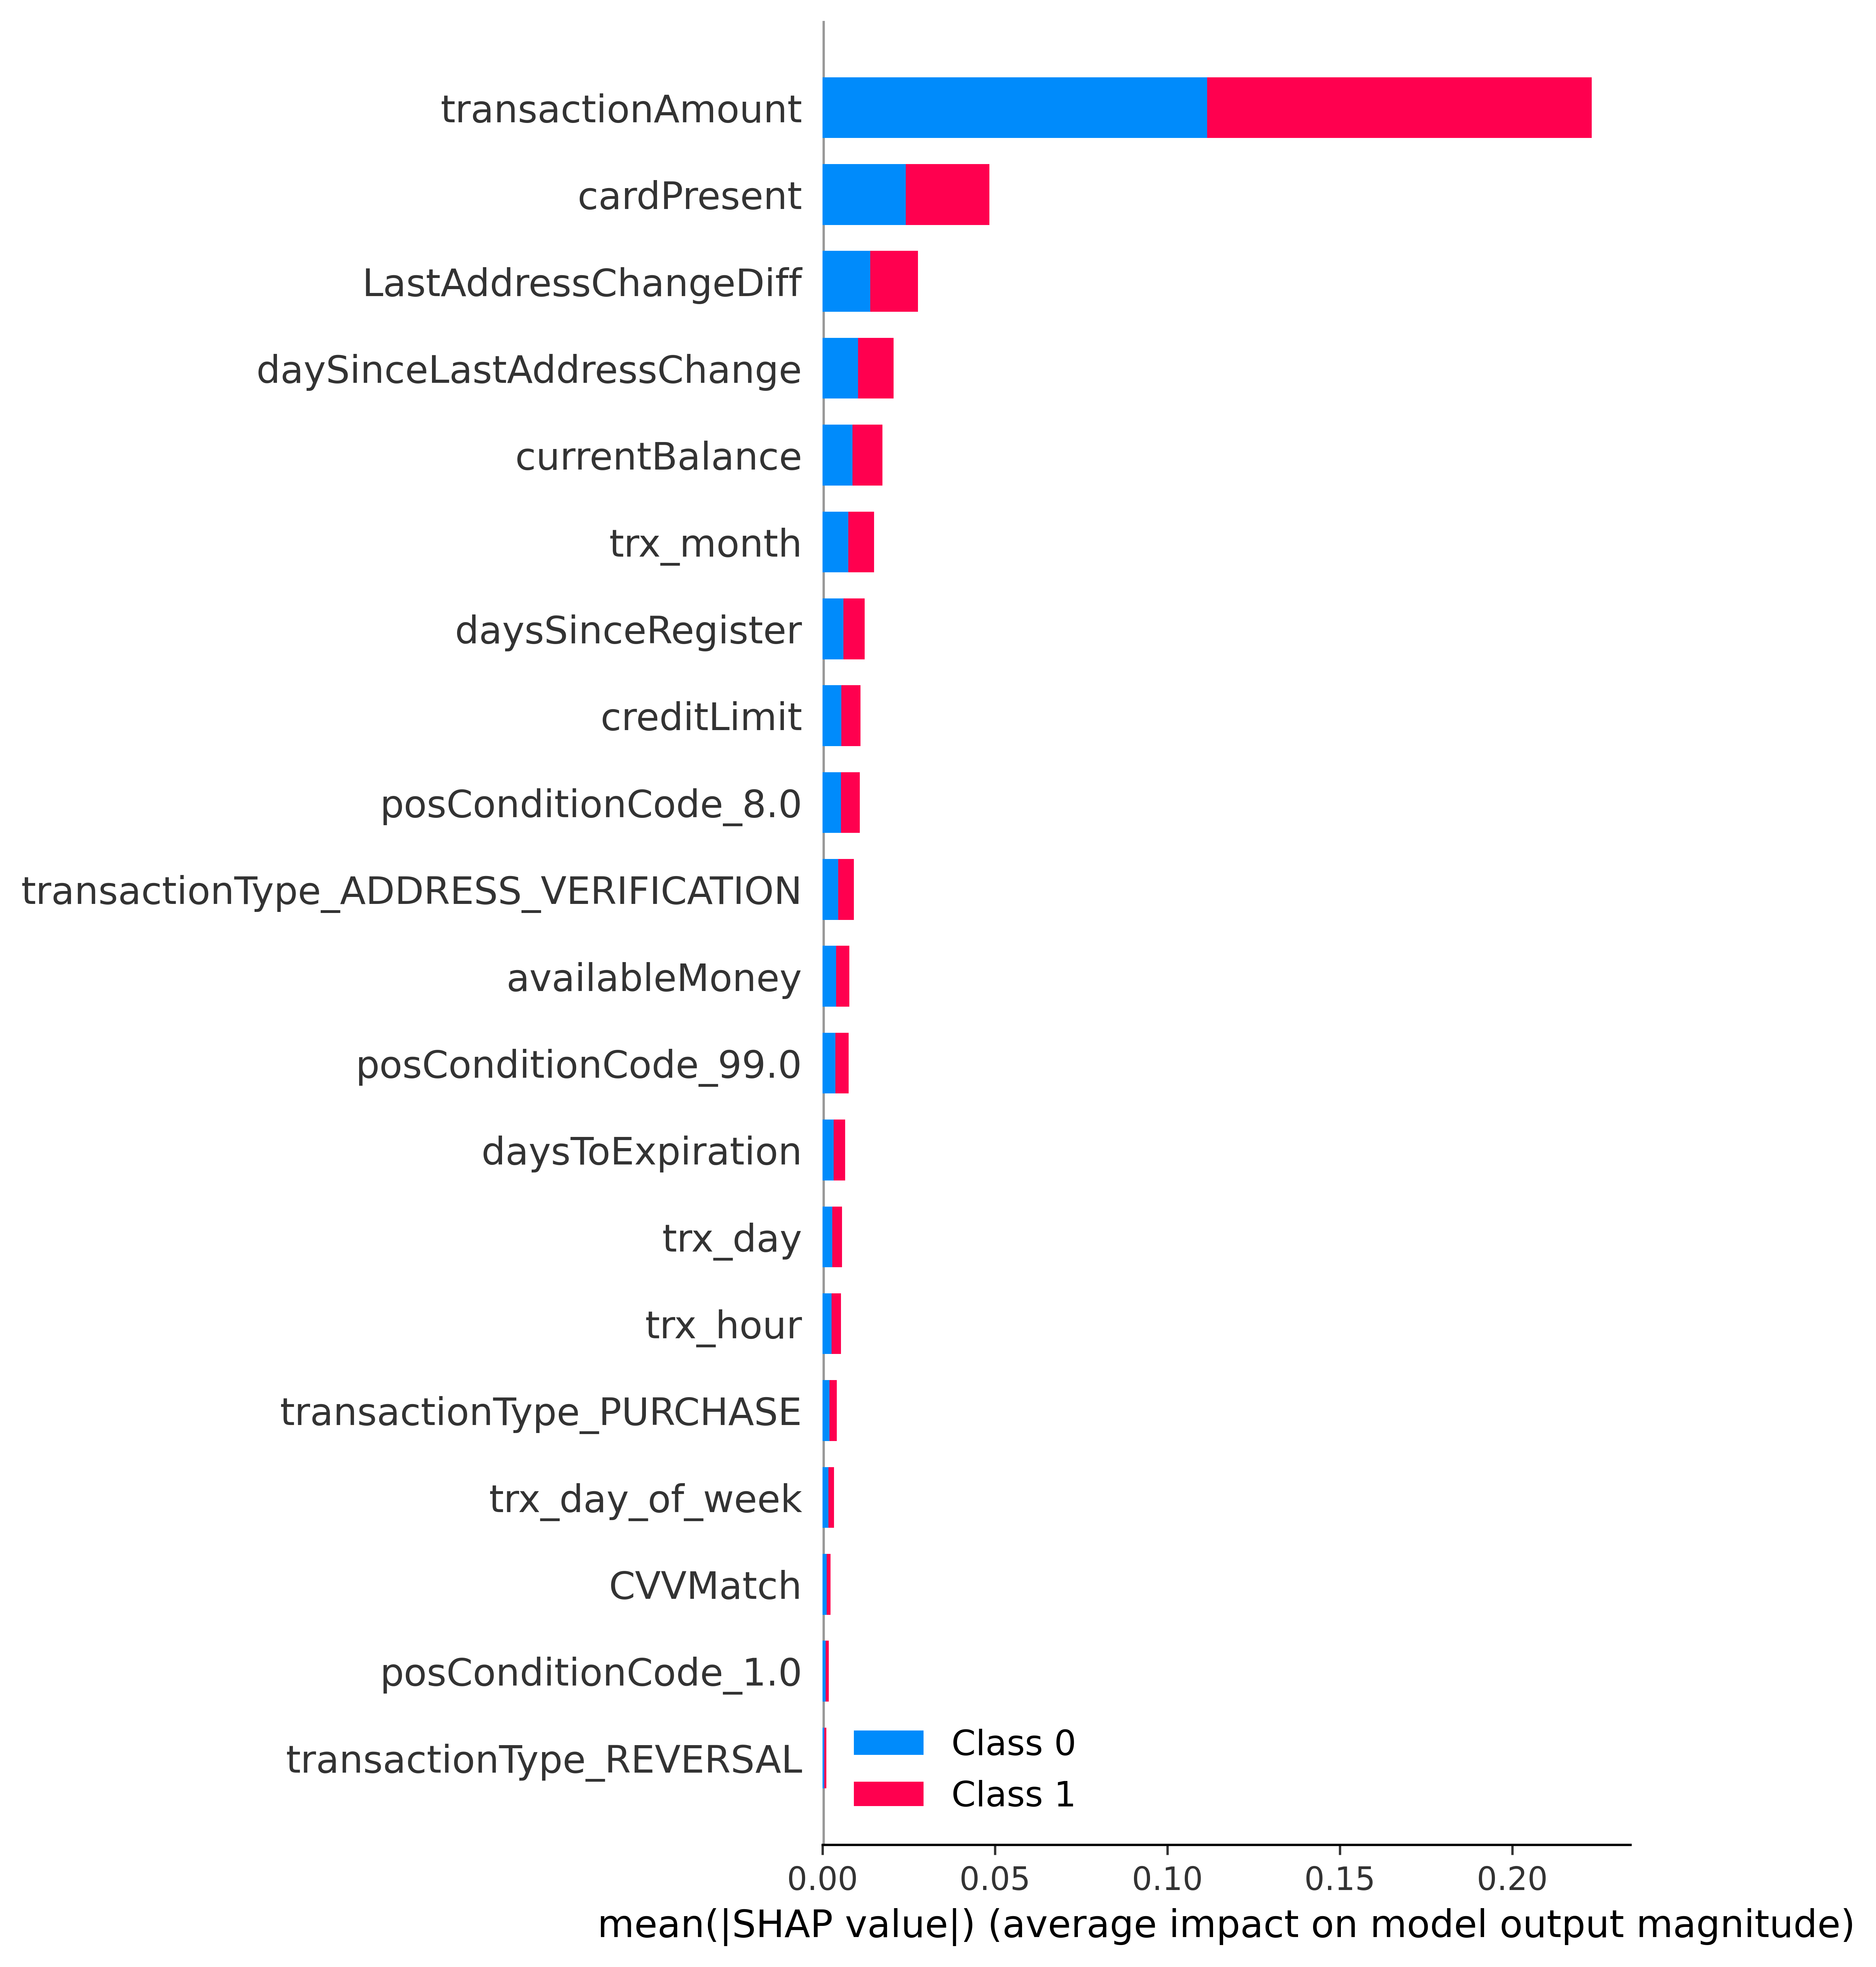 transactionAmount
cardPresent
LastAddressChangeDiff
daySinceLastAddressChange
currentBalance
trx_month
daysSinceRegister
creditLimit
posConditionCode_8.0
transactionType_ADDRESS_VERIFICATION
availableMoney
posConditionCode_99.0
daysToExpiration
trx_day
trx_hour
transactionType_PURCHASE
trx_day_of_week
CVVMatch
posConditionCode_1.0
transactionType_REVERSAL
Class 0
Class 1
0.00 0.05 0.10 0.15 0.20
mean(|SHAP value|) (average impact on model output magnitude)